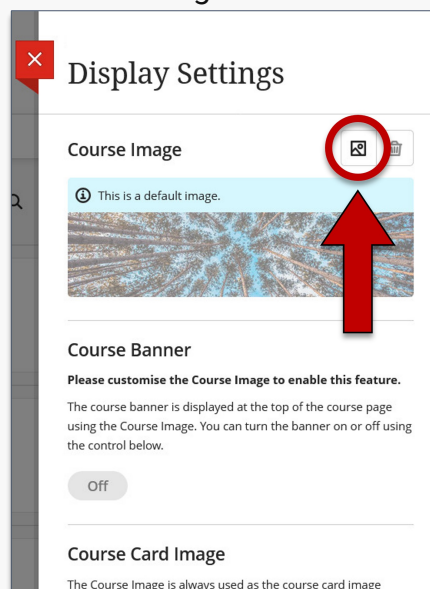 Display Settings
Course Image
This is a default image.
Course Banner
Please customise the Course Image to enable this feature.
The course banner is displayed at the top of the course page
using the Course Image. You can turn the banner on or off using
the control below.
Off
Course Card Image
The Course Image is always used as the course card image